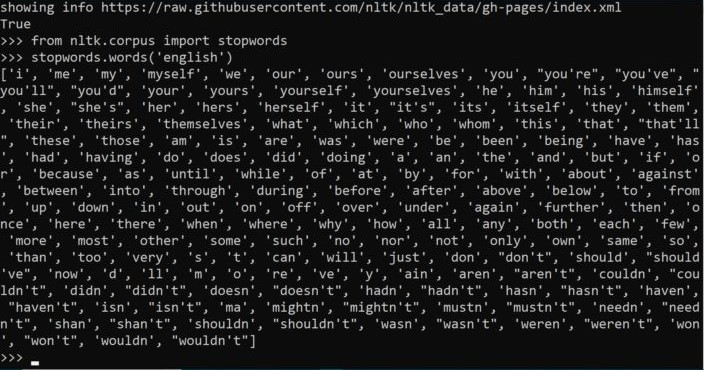 showing info https://raw.githubusercontent.com/nltk/nltk_data/gh-pages/index.xml
True
>>> from nltk.corpus import stopwords
>>> stopwords.words('english')
['i', 'me', 'my', 'myself', 'we', 'our', 'ours', 'ourselves', 'you', "you're", "you've", "
you'll", "you'd", 'your', 'yours', 'yourself', 'yourselves', 'he', 'him', 'his', 'himself'
, 'she', "she's", 'her', 'hers', 'herself', 'it', "it's", 'its', 'itself', 'they', 'them',
 'their', 'theirs', 'themselves', 'what', 'which', 'who', 'whom', 'this', 'that', "that'll
", 'these', 'those', 'am', 'is', 'are', 'was', 'were', 'be', 'been', 'being', 'have', 'has
', 'had', 'having', 'do', 'does', 'did', 'doing', 'a', 'an', 'the', 'and', 'but', 'if', 'o
r', 'because', 'as', 'until', 'while', 'of', 'at', 'by', 'for', 'with', 'about', 'against'
, 'between', 'into', 'through', 'during', 'before', 'after', 'above', 'below', 'to', 'from
', 'up', 'down', 'in', 'out', 'on', 'off', 'over', 'under', 'again', 'further', 'then', 'o
nce', 'here', 'there', 'when', 'where', 'why', 'how', 'all', 'any', 'both', 'each', 'few',
 'more', 'most', 'other', 'some', 'such', 'no', 'nor', 'not', 'only', 'own', 'same', 'so',
 'than', 'too', 'very', 's', 't', 'can', 'will', 'just', 'don', "don't", 'should', "should
've", 'now', 'd', 'll', 'm', 'o', 're', 've', 'y', 'ain', 'aren', "aren't", 'couldn', "cou
ldn't", 'didn', "didn't", 'doesn', "doesn't", 'hadn', "hadn't", 'hasn', "hasn't", 'haven',
 "haven't", 'isn', "isn't", 'ma', 'mightn', "mightn't", 'mustn', "mustn't", 'needn', "need
n't", 'shan', "shan't", 'shouldn', "shouldn't", 'wasn', "wasn't", 'weren', "weren't", 'won
', "won't", 'wouldn', "wouldn't"]
>>>